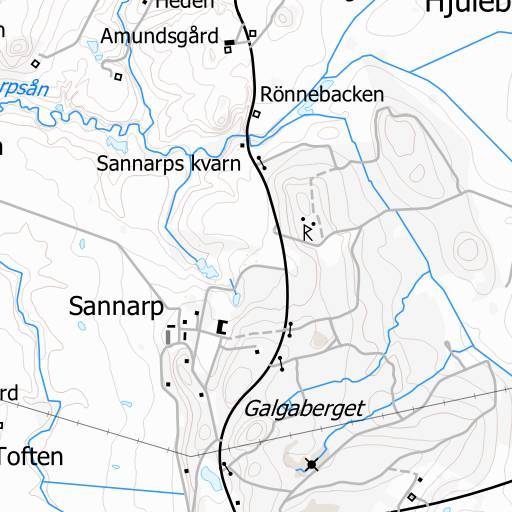 Heden
Hjuleb
Amundsgård
rpsån
Rönnebacken
n
Sannarps kvarn
R
Sannarp
rd
Galgaberget
Toften